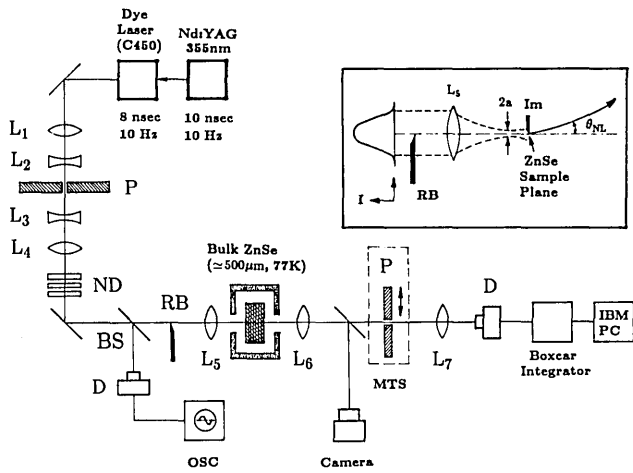 Dye
Laser
(C450)
Nd:YAG
355nm
8 nsec
10 Hz
10 nsec
10 Hz
L1
L2
P
L3
L4
ND
BS
RB
D
OSC
L5
Bulk ZnSe
(≃500μm, 77K)
L6
Camera
P
MTS
L7
D
Boxcar
Integrator
IBM
PC
I
RB
L5
2a
Im
θNL
ZnSe
Sample
Plane